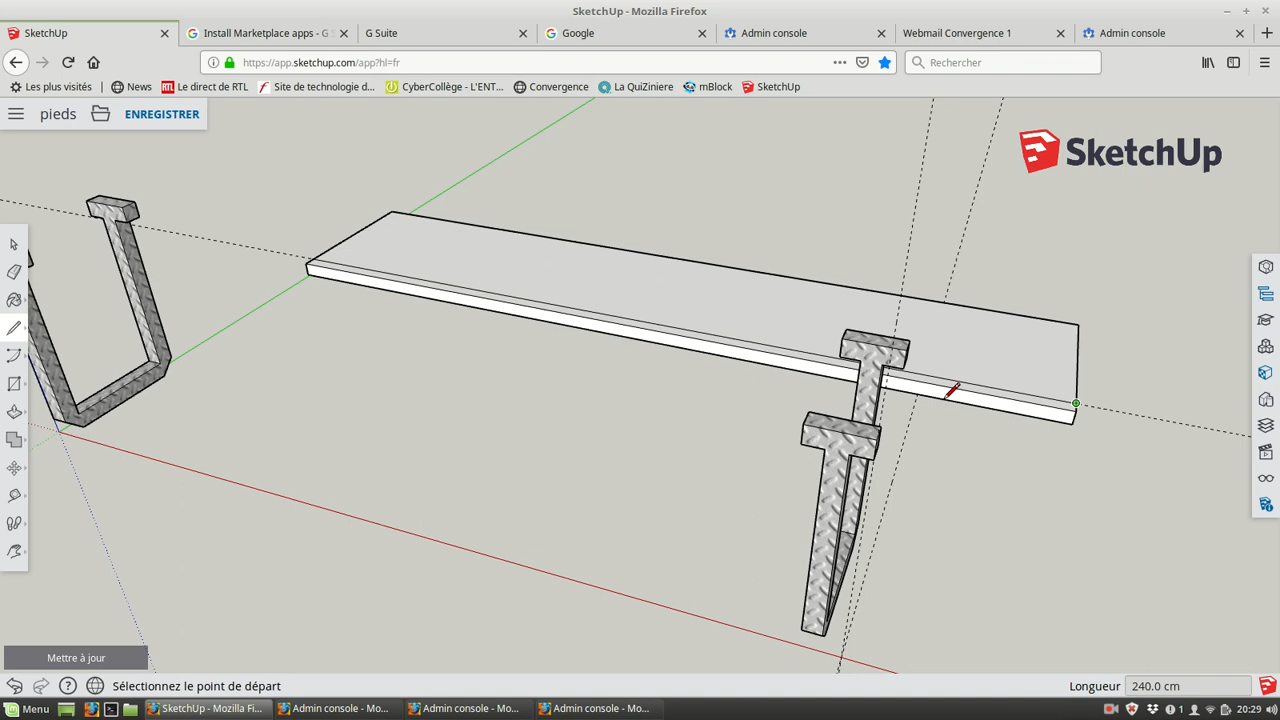 SketchUp - Mozilla Firefox
SketchUp
Install Marketplace apps - G S
G Suite
Google
Admin console
Webmail Convergence 1
Admin console
https://app.sketchup.com/app?hl=fr
Rechercher
Les plus visités
News
RTL
Le direct de RTL
Site de technologie d...
CyberCollège - L'ENT...
Convergence
La QuiZiniere
mBlock
SketchUp
pieds
ENREGISTRER
SketchUp
Mettre à jour
Sélectionnez le point de départ
Longueur
240.0 cm
Menu
SketchUp - Mozilla Fi...
Admin console - Mo...
Admin console - Mo...
Admin console - Mo...
1
20:29